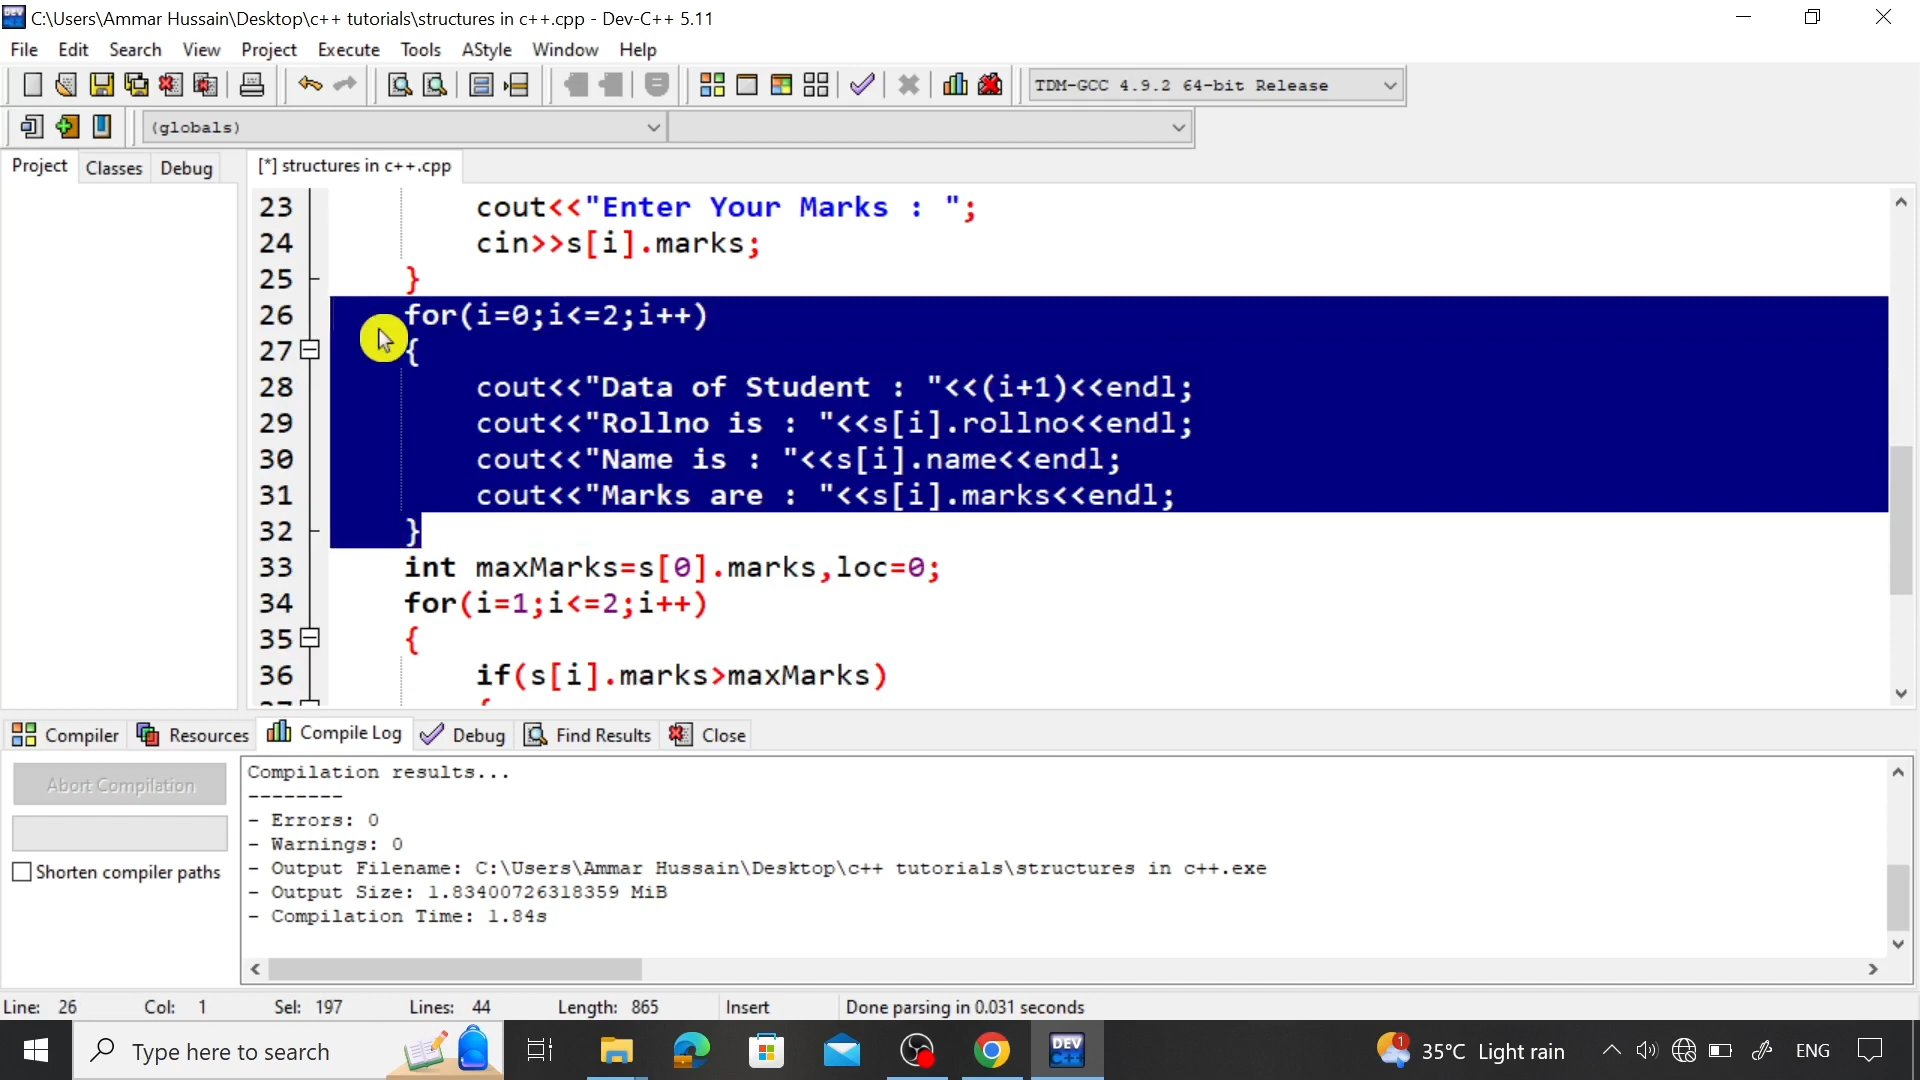 C:\Users\Ammar Hussain\Desktop\c++ tutorials\structures in c++.cpp - Dev-C++ 5.11
File Edit Search View Project Execute Tools AStyle Window Help
TDM-GCC 4.9.2 64-bit Release
(globals)
Project Classes Debug
[*] structures in c++.cpp
23 cout<<"Enter Your Marks : ";
24 cin>>s[i].marks;
25 }
26 for(i=0;i<=2;i++)
27 {
28 cout<<"Data of Student : "<<(i+1)<<endl;
29 cout<<"Rollno is : "<<s[i].rollno<<endl;
30 cout<<"Name is : "<<s[i].name<<endl;
31 cout<<"Marks are : "<<s[i].marks<<endl;
32 }
33 int maxMarks=s[0].marks,loc=0;
34 for(i=1;i<=2;i++)
35 {
36 if(s[i].marks>maxMarks)
Compiler Resources Compile Log Debug Find Results Close
Abort Compilation
Shorten compiler paths
Compilation results...
--------
- Errors: 0
- Warnings: 0
- Output Filename: C:\Users\Ammar Hussain\Desktop\c++ tutorials\structures in c++.exe
- Output Size: 1.83400726318359 MiB
- Compilation Time: 1.84s
Line: 26 Col: 1 Sel: 197 Lines: 44 Length: 865 Insert Done parsing in 0.031 seconds
Type here to search
DEV C++
1
35°C Light rain
ENG